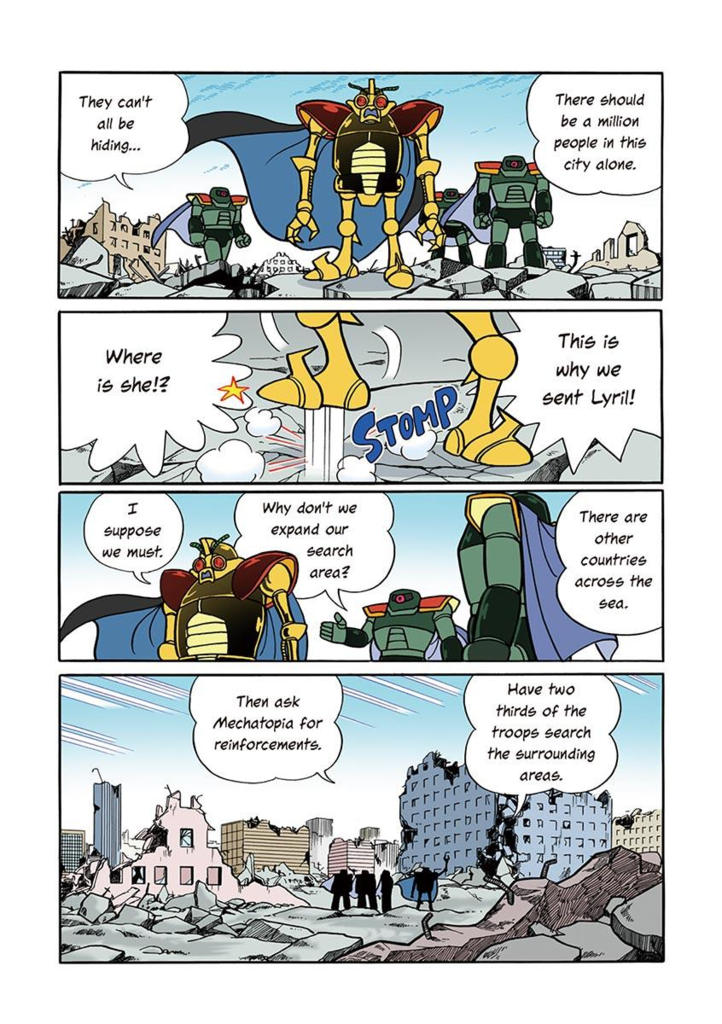 There should
be a million
people in this
city alone.
They can't
all be
hiding...
This is
why we
sent Lyril!
STOMP
Where
is she!?
There are
other
countries
across the
sea.
Why don't we
expand our
search
area?
I
suppose
we must.
Have two
thirds of the
troops search
the surrounding
areas.
Then ask
Mechatopia for
reinforcements.